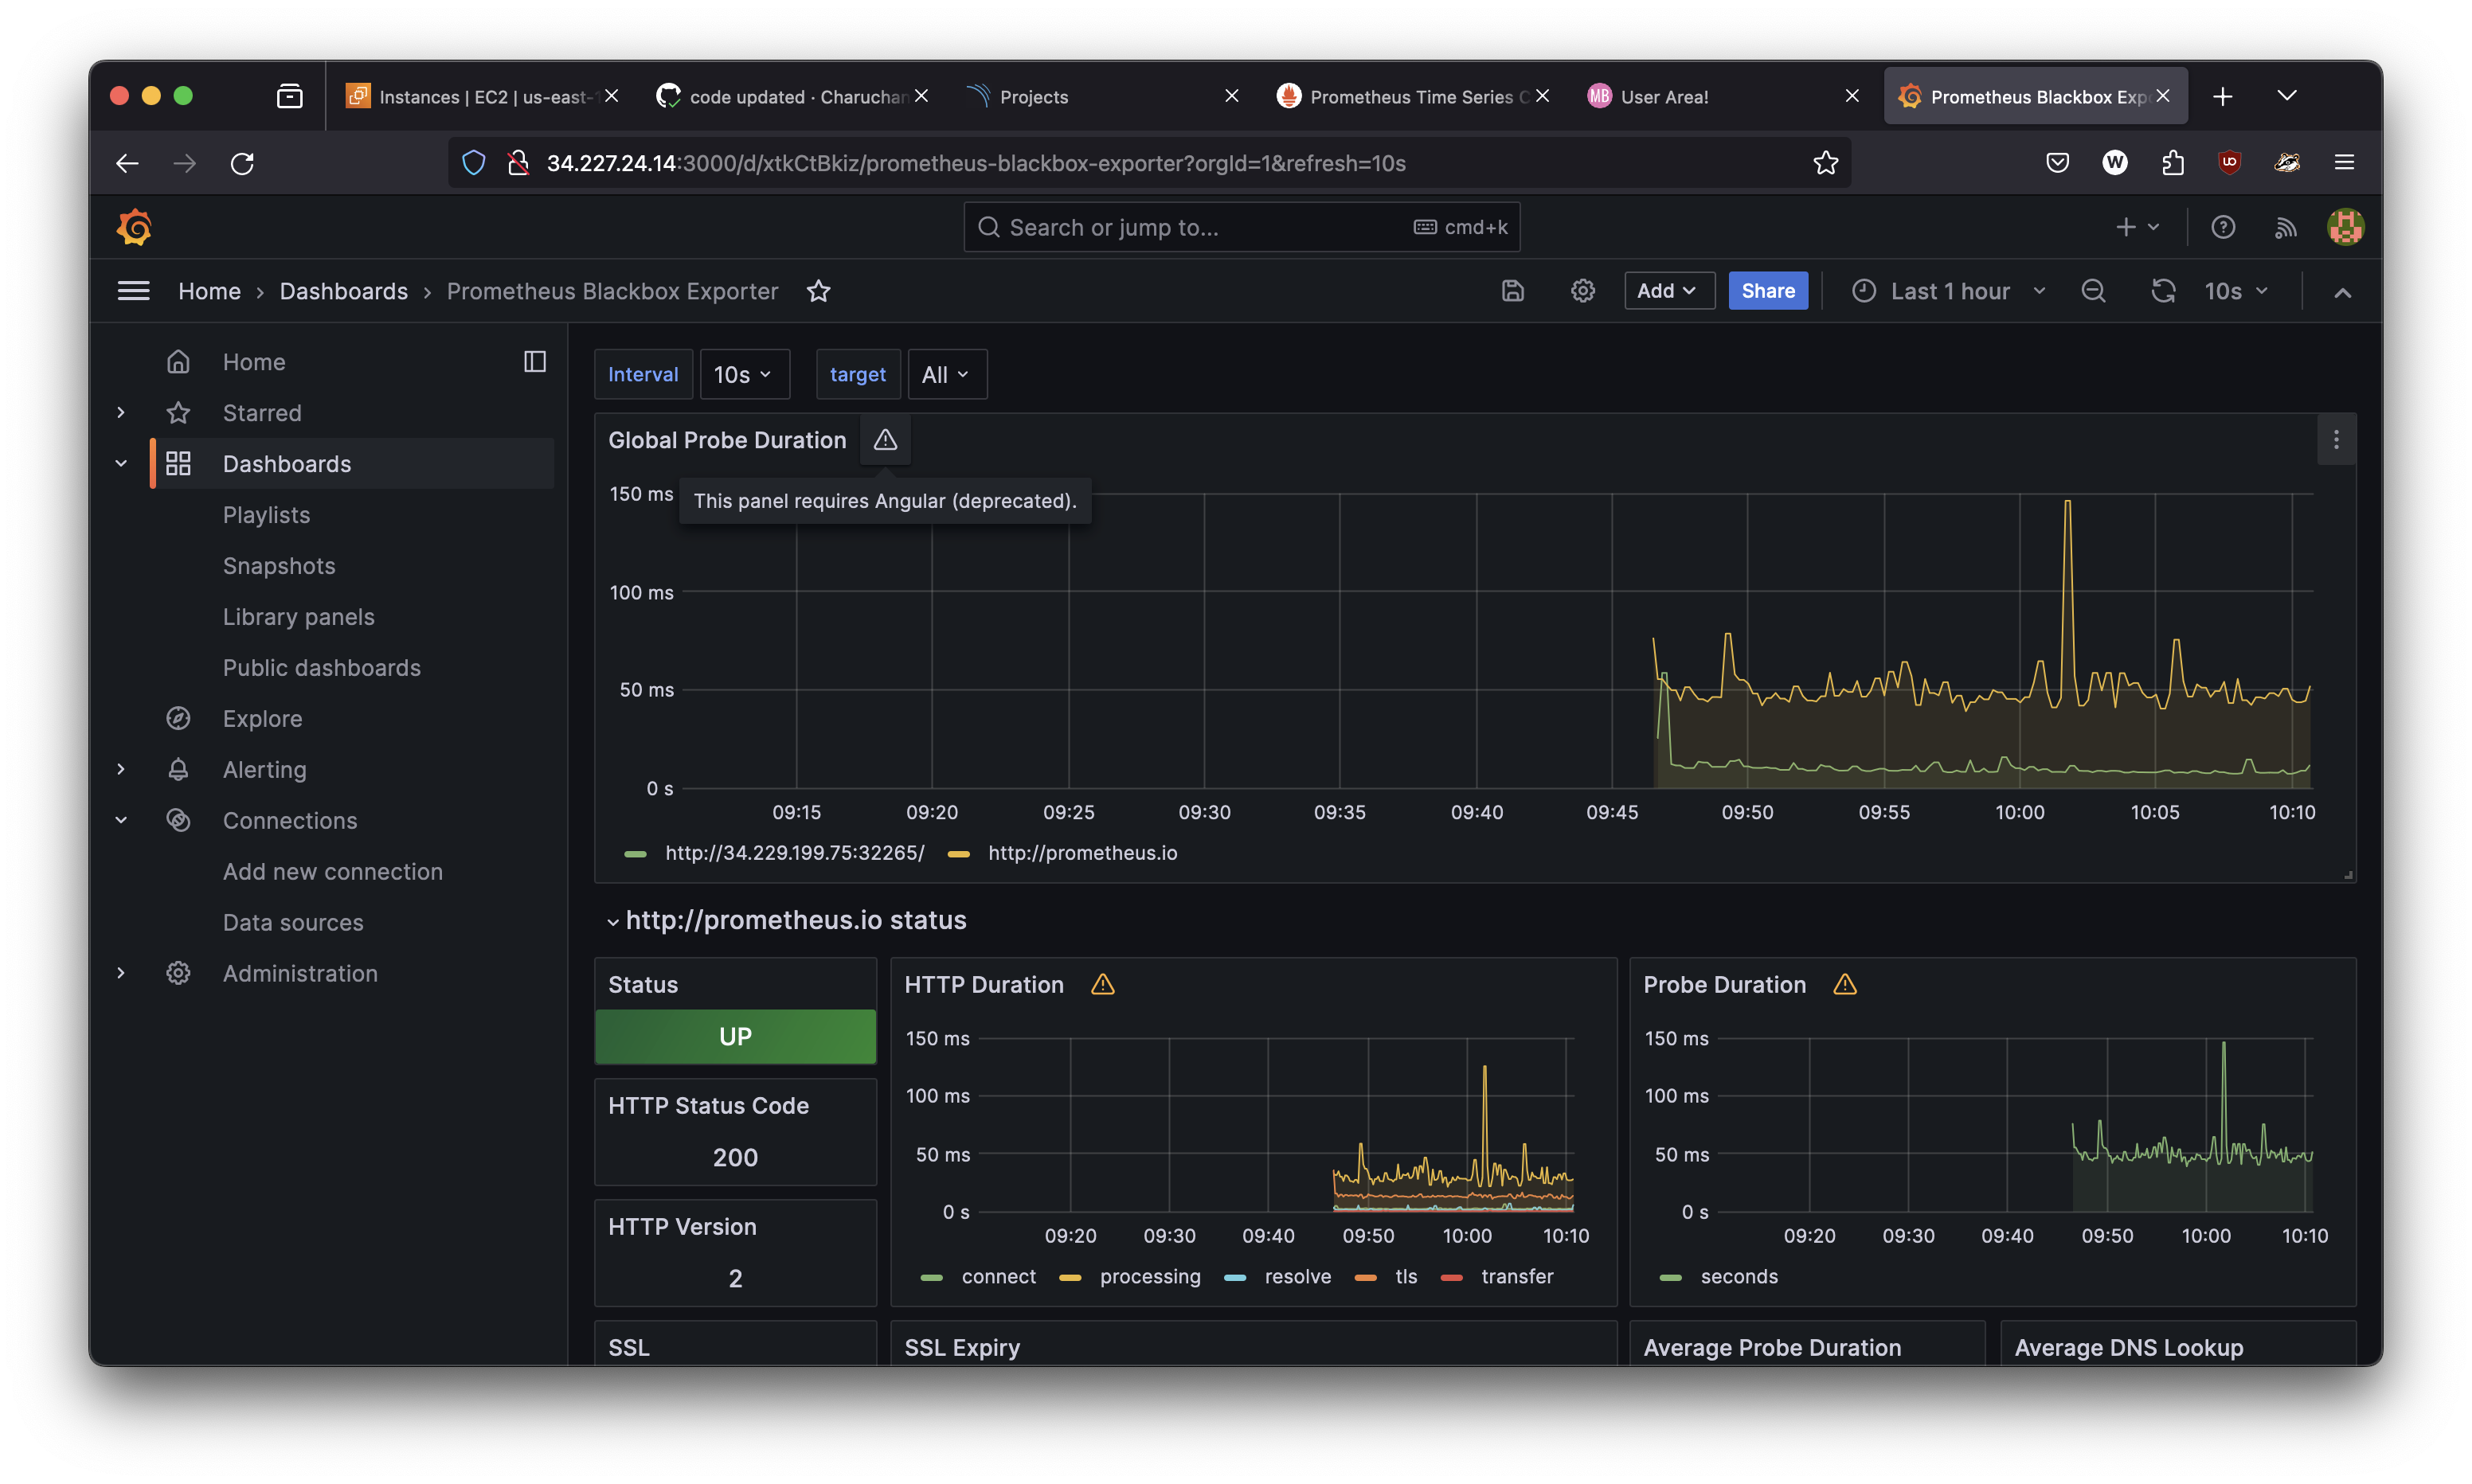 Instances | EC2 | us-east-1
code updated · Charuchan
Projects
Prometheus Time Series C
MB User Area!
Prometheus Blackbox Exp
34.227.24.14:3000/d/xtkCtBkiz/prometheus-blackbox-exporter?orgId=1&refresh=10s
W
UO
Search or jump to... cmd+k
Home › Dashboards › Prometheus Blackbox Exporter
Add Share Last 1 hour 10s
Home
Starred
Dashboards
Playlists
Snapshots
Library panels
Public dashboards
Explore
Alerting
Connections
Add new connection
Data sources
Administration
Interval 10s target All
Global Probe Duration
This panel requires Angular (deprecated).
150 ms
100 ms
50 ms
0 s
09:15 09:20 09:25 09:30 09:35 09:40 09:45 09:50 09:55 10:00 10:05 10:10
http://34.229.199.75:32265/ http://prometheus.io
http://prometheus.io status
Status
UP
HTTP Status Code
200
HTTP Version
2
SSL
HTTP Duration
150 ms
100 ms
50 ms
0 s
09:20 09:30 09:40 09:50 10:00 10:10
connect processing resolve tls transfer
Probe Duration
150 ms
100 ms
50 ms
0 s
09:20 09:30 09:40 09:50 10:00 10:10
seconds
SSL Expiry
Average Probe Duration
Average DNS Lookup